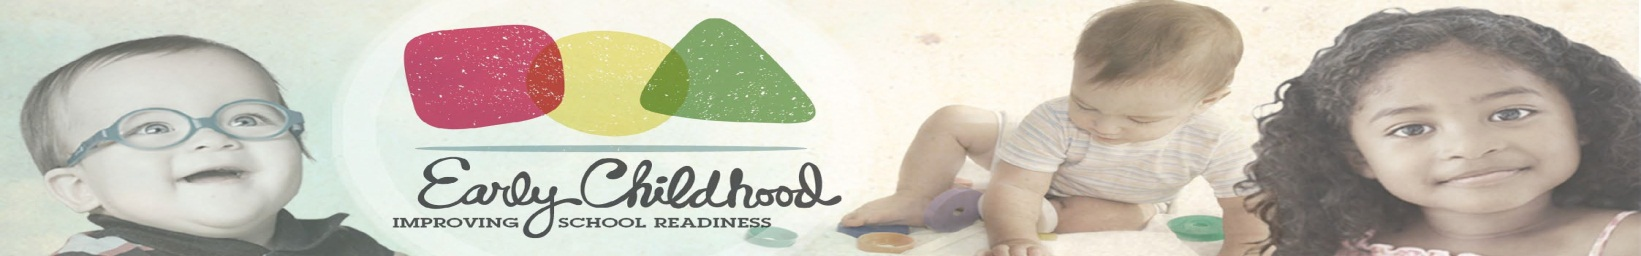 Early Childhood
IMPROVING SCHOOL READINESS